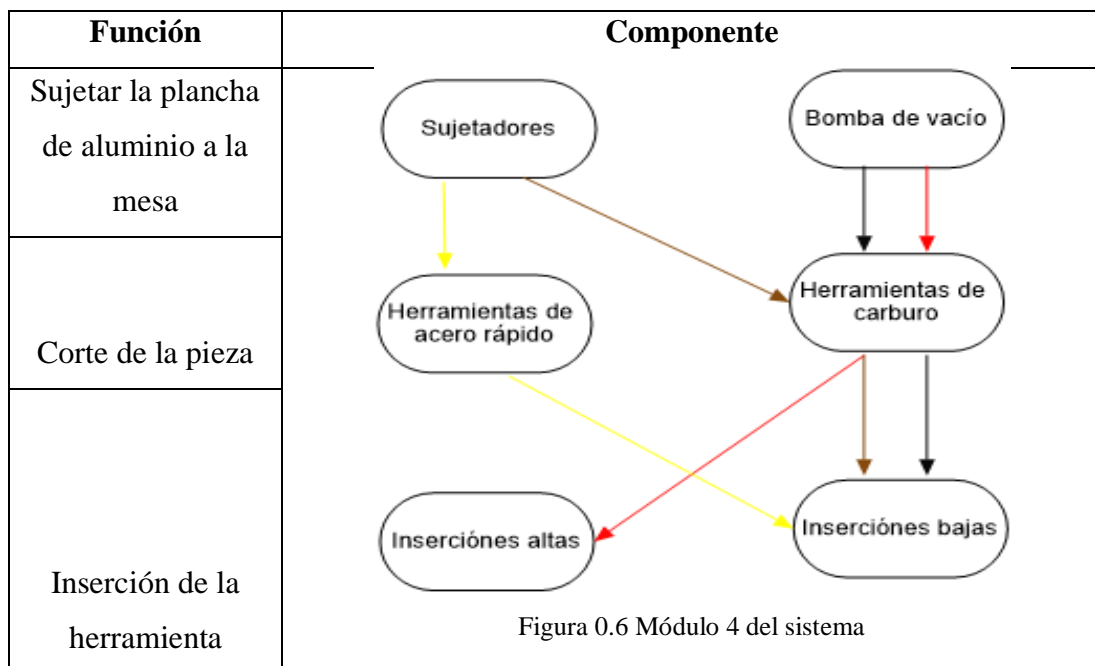 Función
Componente
Sujetar la plancha
de aluminio a la
mesa
Sujetadores
Bomba de vacío
Corte de la pieza
Herramientas de
acero rápido
Herramientas de
carburo
Inserción de la
herramienta
Inserciónes altas
Inserciónes bajas
Figura 0.6 Módulo 4 del sistema